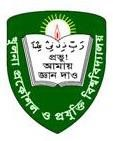 رَبِّ زِدْنِي عِلْمًا
প্রভু!
আমায়
জ্ঞান দাও
খুলনা প্রকৌশল ও প্রযুক্তি বিশ্ববিদ্যালয়